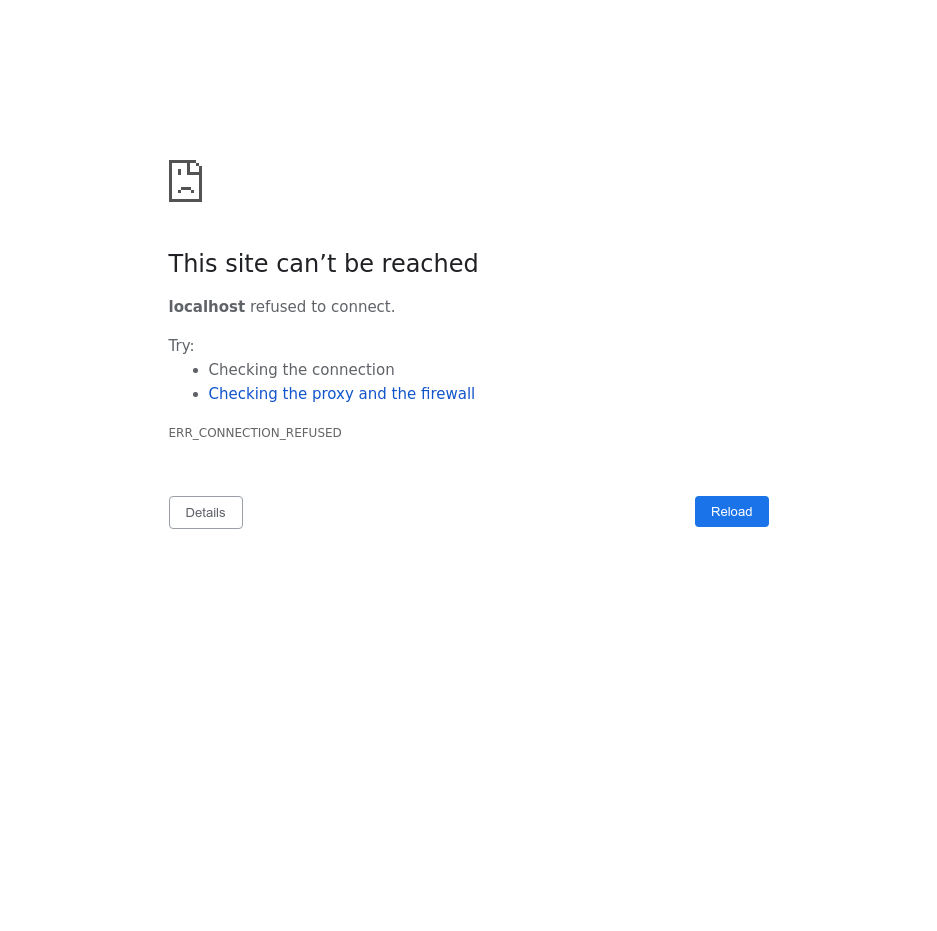 This site can’t be reached
localhost refused to connect.
Try:
• Checking the connection
• Checking the proxy and the firewall
ERR_CONNECTION_REFUSED
Details
Reload